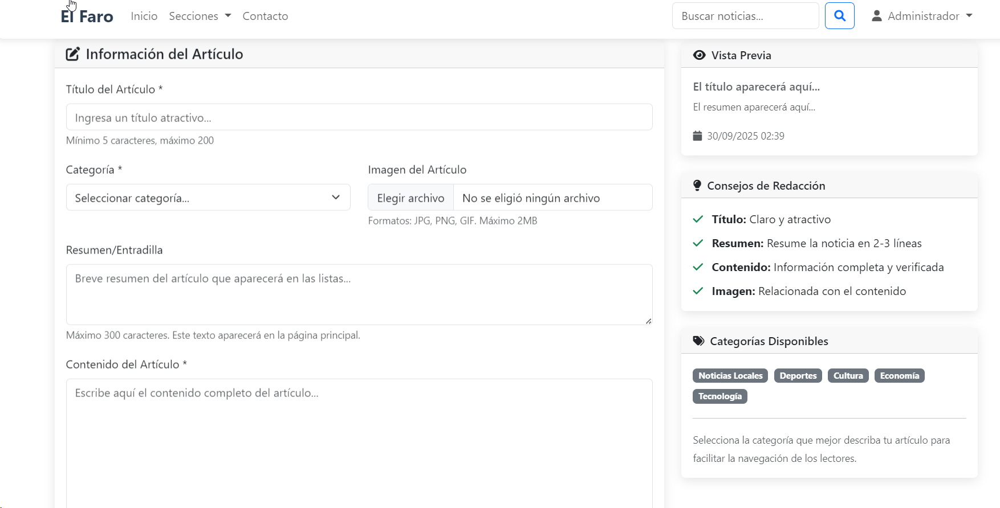 El Faro
Inicio
Secciones
Contacto
Buscar noticias...
Administrador
Información del Artículo
Título del Artículo *
Ingresa un título atractivo...
Mínimo 5 caracteres, máximo 200
Categoría *
Seleccionar categoría...
Imagen del Artículo
Elegir archivo No se eligió ningún archivo
Formatos: JPG, PNG, GIF. Máximo 2MB
Resumen/Entradilla
Breve resumen del artículo que aparecerá en las listas...
Máximo 300 caracteres. Este texto aparecerá en la página principal.
Contenido del Artículo *
Escribe aquí el contenido completo del artículo...
Vista Previa
El título aparecerá aquí...
El resumen aparecerá aquí...
30/09/2025 02:39
Consejos de Redacción
Título: Claro y atractivo
Resumen: Resume la noticia en 2-3 líneas
Contenido: Información completa y verificada
Imagen: Relacionada con el contenido
Categorías Disponibles
Noticias Locales Deportes Cultura Economía
Tecnología
Selecciona la categoría que mejor describa tu artículo para
facilitar la navegación de los lectores.